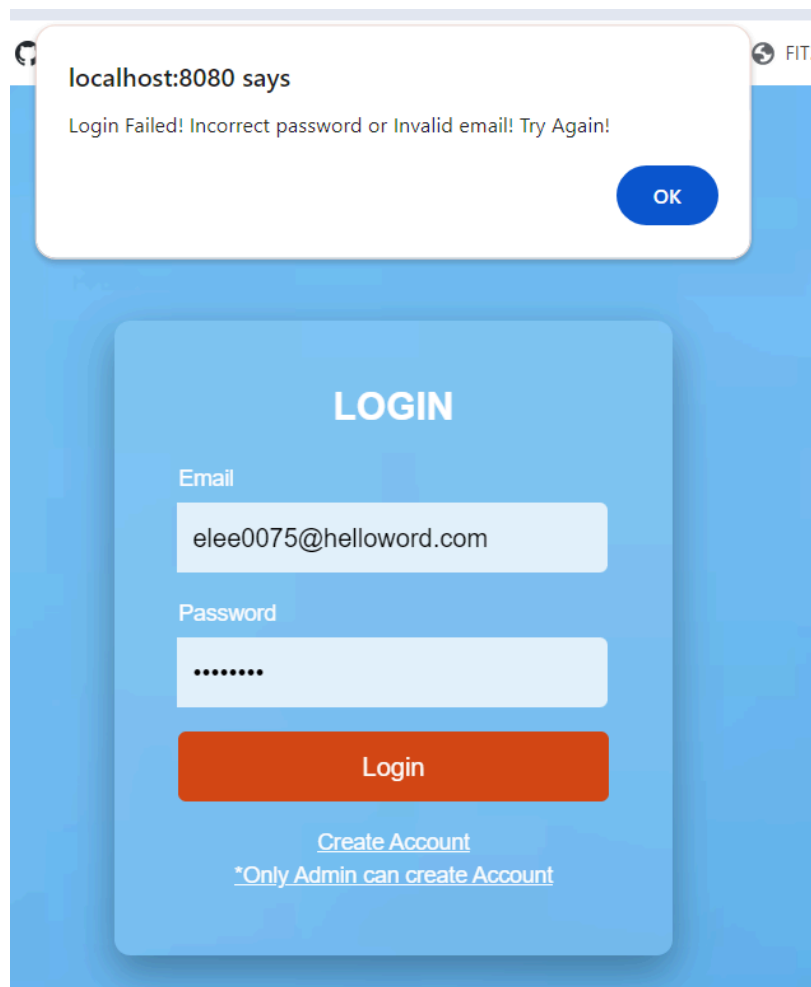 FIT
localhost:8080 says
Login Failed! Incorrect password or Invalid email! Try Again!
OK
LOGIN
Email
elee0075@helloword.com
Password
••••••••
Login
Create Account
*Only Admin can create Account